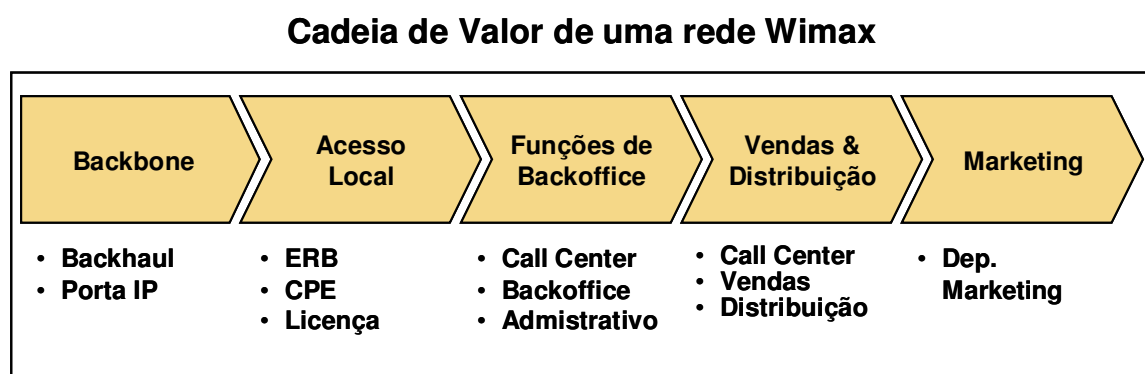 Cadeia de Valor de uma rede Wimax
Backbone
Acesso
Local
Funções de
Backoffice
Vendas &
Distribuição
Marketing
• Backhaul
• Porta IP
• ERB
• CPE
• Licença
• Call Center
• Backoffice
• Admistrativo
• Call Center
• Vendas
• Distribuição
• Dep.
Marketing